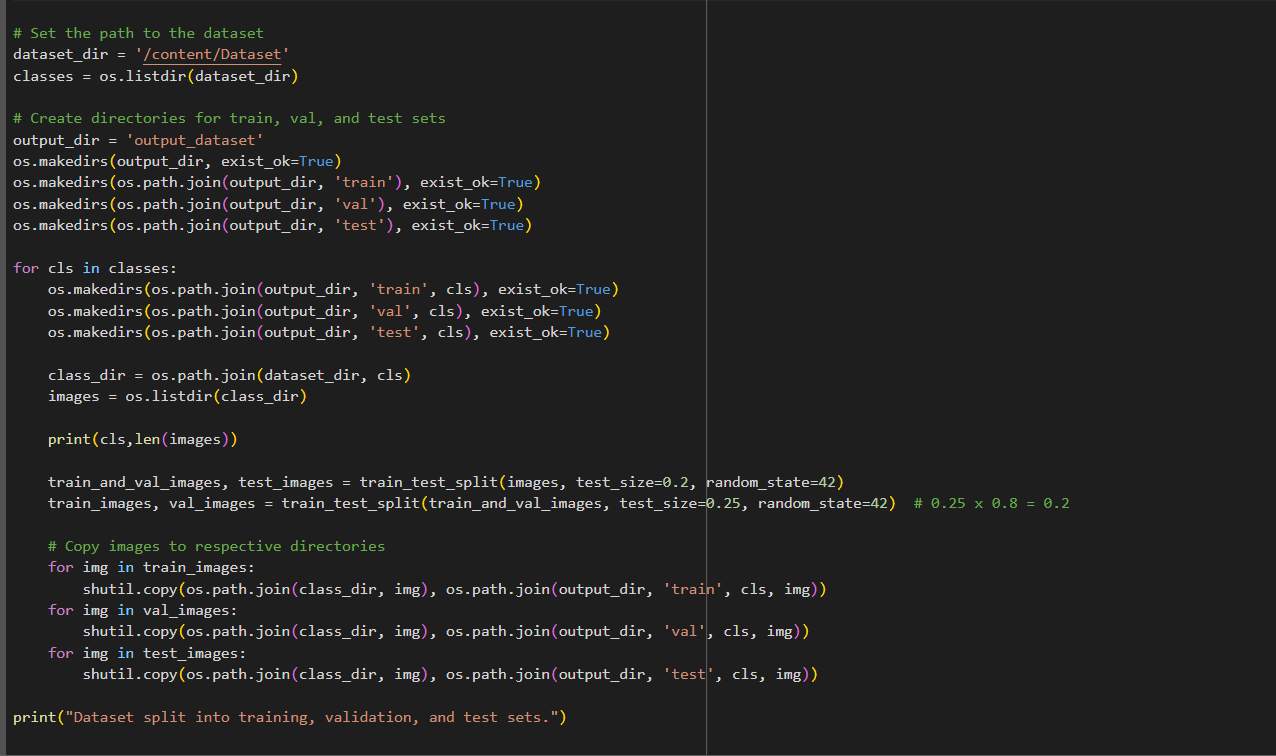 # Set the path to the dataset
dataset_dir = '/content/Dataset'
classes = os.listdir(dataset_dir)

# Create directories for train, val, and test sets
output_dir = 'output_dataset'
os.makedirs(output_dir, exist_ok=True)
os.makedirs(os.path.join(output_dir, 'train'), exist_ok=True)
os.makedirs(os.path.join(output_dir, 'val'), exist_ok=True)
os.makedirs(os.path.join(output_dir, 'test'), exist_ok=True)

for cls in classes:
    os.makedirs(os.path.join(output_dir, 'train', cls), exist_ok=True)
    os.makedirs(os.path.join(output_dir, 'val', cls), exist_ok=True)
    os.makedirs(os.path.join(output_dir, 'test', cls), exist_ok=True)

    class_dir = os.path.join(dataset_dir, cls)
    images = os.listdir(class_dir)

    print(cls,len(images))

    train_and_val_images, test_images = train_test_split(images, test_size=0.2, random_state=42)
    train_images, val_images = train_test_split(train_and_val_images, test_size=0.25, random_state=42)  # 0.25 x 0.8 = 0.2

    # Copy images to respective directories
    for img in train_images:
        shutil.copy(os.path.join(class_dir, img), os.path.join(output_dir, 'train', cls, img))
    for img in val_images:
        shutil.copy(os.path.join(class_dir, img), os.path.join(output_dir, 'val', cls, img))
    for img in test_images:
        shutil.copy(os.path.join(class_dir, img), os.path.join(output_dir, 'test', cls, img))

print("Dataset split into training, validation, and test sets.")